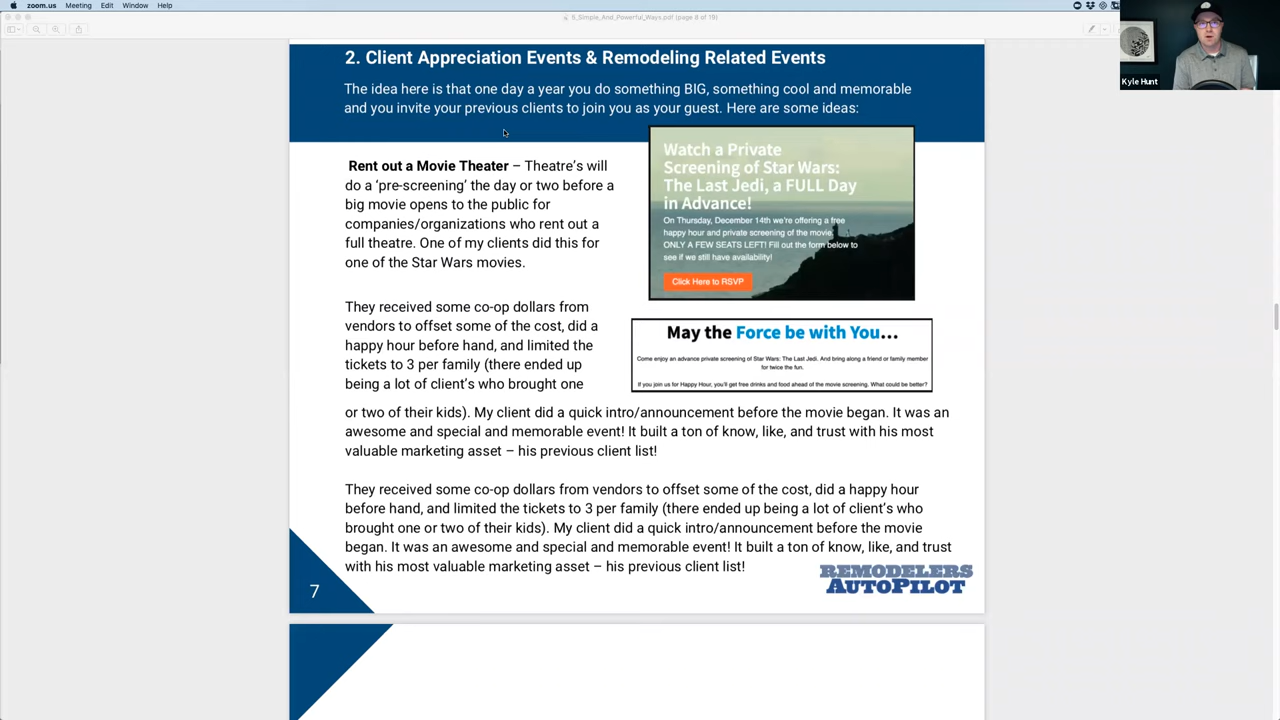 zoom.us Meeting Edit Window Help
5_Simple_And_Powerful_Ways.pdf (page 8 of 19)
Kyle Hunt
2. Client Appreciation Events & Remodeling Related Events
The idea here is that one day a year you do something BIG, something cool and memorable
and you invite your previous clients to join you as your guest. Here are some ideas:
Rent out a Movie Theater – Theatre’s will
do a ‘pre-screening’ the day or two before a
big movie opens to the public for
companies/organizations who rent out a
full theatre. One of my clients did this for
one of the Star Wars movies.
They received some co-op dollars from
vendors to offset some of the cost, did a
happy hour before hand, and limited the
tickets to 3 per family (there ended up
being a lot of client’s who brought one
Watch a Private
Screening of Star Wars:
The Last Jedi, a FULL Day
in Advance!
On Thursday, December 14th we're offering a free
happy hour and private screening of the movie.
ONLY A FEW SEATS LEFT! Fill out the form below to
see if we still have availability!
Click Here to RSVP
May the Force be with You...
Come enjoy an advance private screening of Star Wars: The Last Jedi. And bring along a friend or family member
for twice the fun.
If you join us for Happy Hour, you'll get free drinks and food ahead of the movie screening. What could be better?
or two of their kids). My client did a quick intro/announcement before the movie began. It was an
awesome and special and memorable event! It built a ton of know, like, and trust with his most
valuable marketing asset – his previous client list!
They received some co-op dollars from vendors to offset some of the cost, did a happy hour
before hand, and limited the tickets to 3 per family (there ended up being a lot of client’s who
brought one or two of their kids). My client did a quick intro/announcement before the movie
began. It was an awesome and special and memorable event! It built a ton of know, like, and trust
with his most valuable marketing asset – his previous client list!
7
REMODELERS
AUTOPILOT